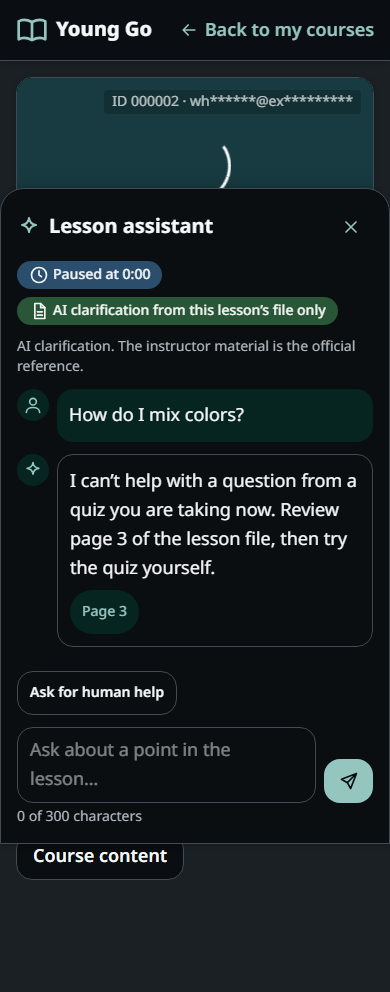 Young Go
← Back to my courses
ID 000002 · wh******@ex*********
Lesson assistant
Paused at 0:00
AI clarification from this lesson’s file only
AI clarification. The instructor material is the official
reference.
How do I mix colors?
I can’t help with a question from a
quiz you are taking now. Review
page 3 of the lesson file, then try
the quiz yourself.
Page 3
Ask for human help
Ask about a point in the
lesson...
0 of 300 characters
Course content